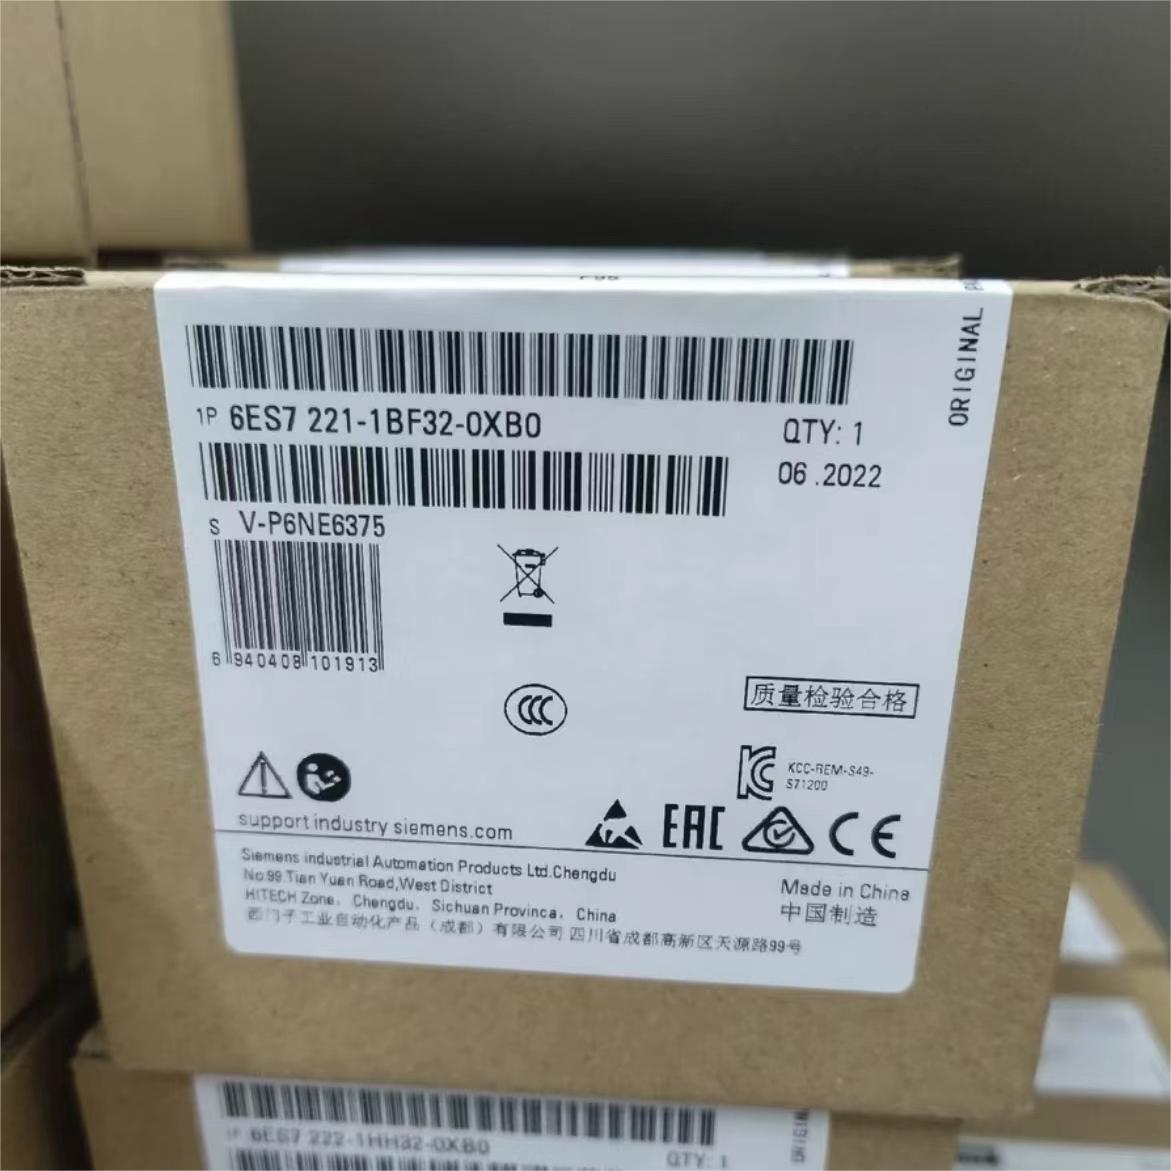 ORIGINAL
1P 6ES7 221-1BF32-0XB0
QTY: 1
06 .2022
S V-P6NE6375
6 940408 101913
质量检验合格
KCC-REM-S49-
S71200
support industry siemens.com
EAC
CE
Siemens industrial Automation Products Ltd.Chengdu
No.99.Tian Yuan Road,West District
HITECH Zone, Chengdu, Sichuan Provinca, China
西门子工业自动化产品(成都)有限公司 四川省成都高新区天源路99号
Made in China
中国制造
1P 6ES7 222-1HH32-0XB0
QTY: 1